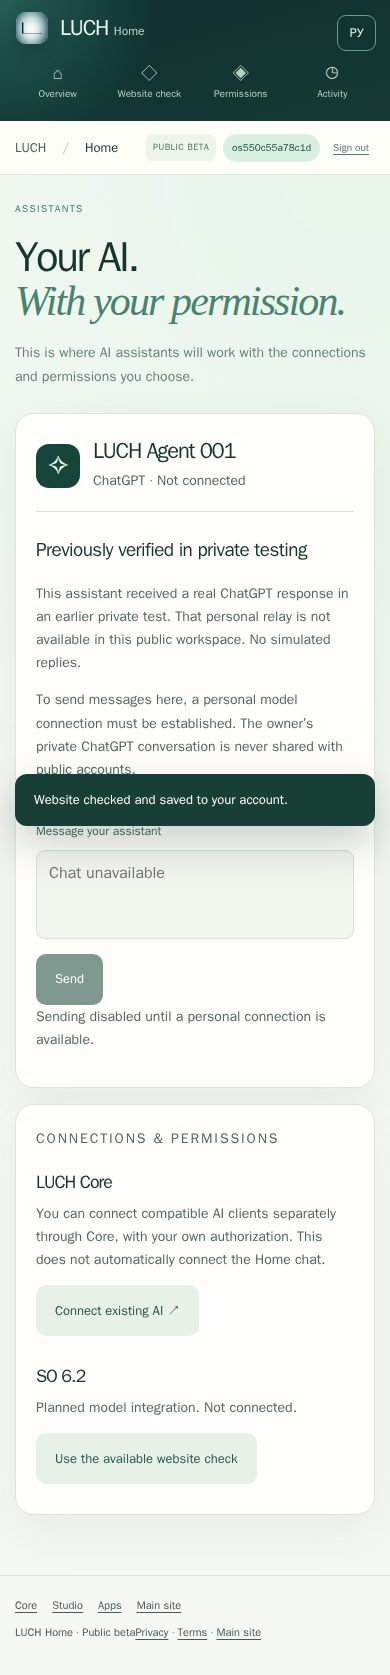 LUCH Home
РУ
Overview
Website check
Permissions
Activity
LUCH / Home
PUBLIC BETA
os550c55a78c1d
Sign out
ASSISTANTS
Your AI.
With your permission.
This is where AI assistants will work with the connections
and permissions you choose.
LUCH Agent 001
ChatGPT · Not connected
Previously verified in private testing
This assistant received a real ChatGPT response in
an earlier private test. That personal relay is not
available in this public workspace. No simulated
replies.
To send messages here, a personal model
connection must be established. The owner's
private ChatGPT conversation is never shared with
public accounts.
Website checked and saved to your account.
Message your assistant
Chat unavailable
Send
Sending disabled until a personal connection is
available.
CONNECTIONS & PERMISSIONS
LUCH Core
You can connect compatible AI clients separately
through Core, with your own authorization. This
does not automatically connect the Home chat.
Connect existing AI ↗
SO 6.2
Planned model integration. Not connected.
Use the available website check
Core Studio Apps Main site
LUCH Home · Public betaPrivacy · Terms · Main site